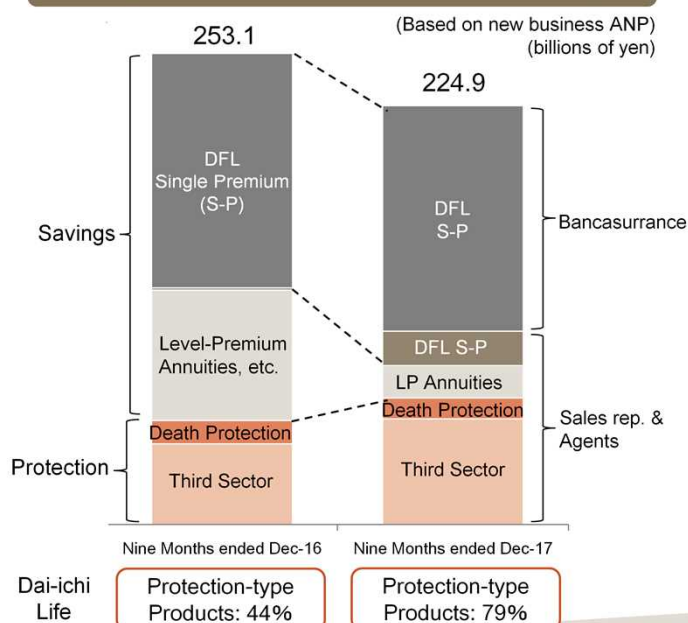 (Based on new business ANP)
(billions of yen)
253.1
224.9
DFL
Single Premium
(S-P)
DFL
S-P
Savings
Bancasurrance
Level-Premium
Annuities, etc.
DFL S-P
LP Annuities
Death Protection
Death Protection
Sales rep. &
Agents
Protection
Third Sector
Third Sector
Nine Months ended Dec-16
Nine Months ended Dec-17
Dai-ichi
Life
Protection-type
Products: 44%
Protection-type
Products: 79%